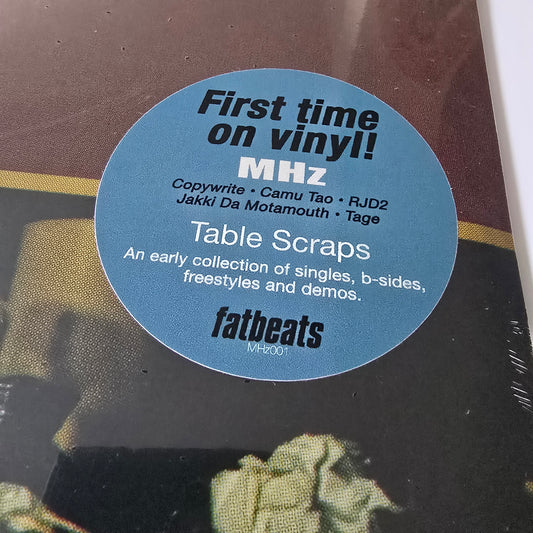 First time
on vinyl!
MHz
Copywrite • Camu Tao • RJD2
Jakki Da Motamouth • Tage
Table Scraps
An early collection of singles, b-sides,
freestyles and demos.
fatbeats
MHz001